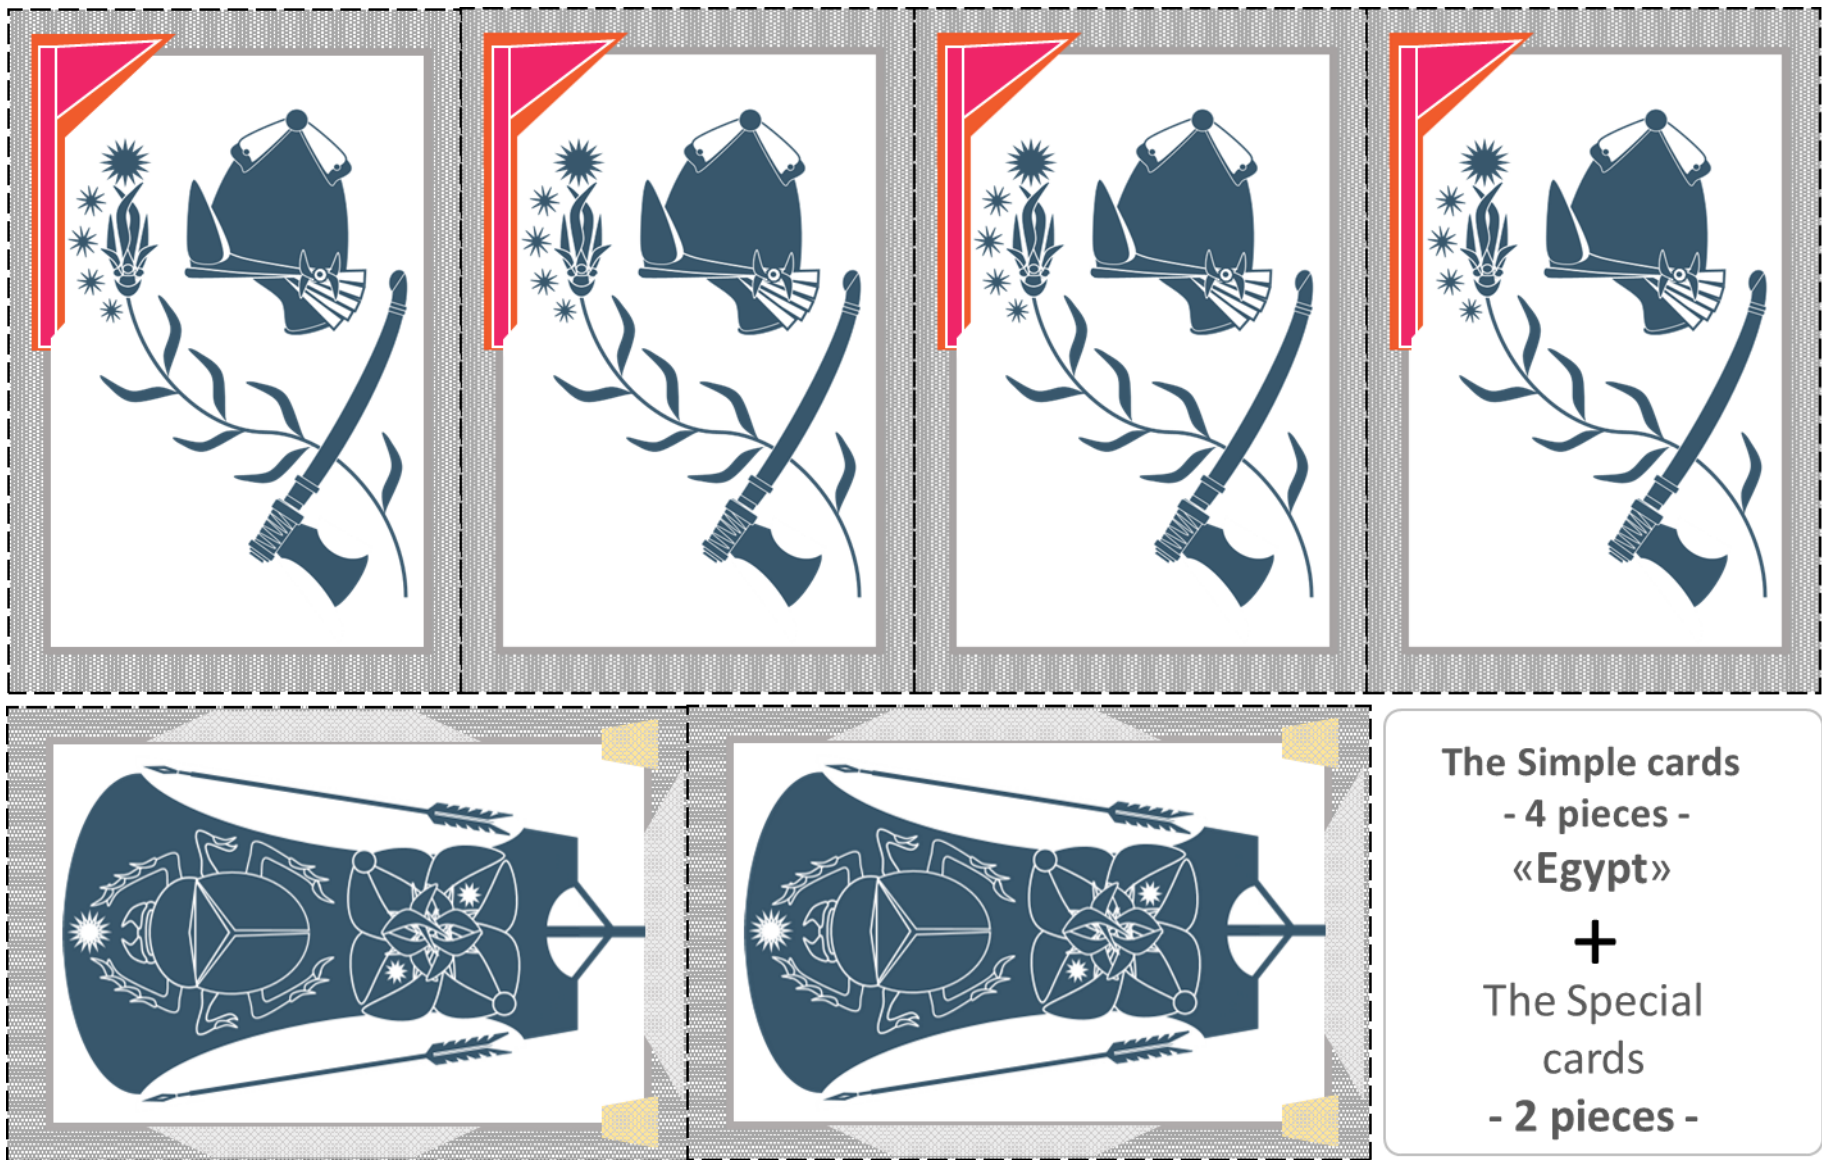 The Simple cards
- 4 pieces -
«Egypt»
+
The Special
cards
- 2 pieces -